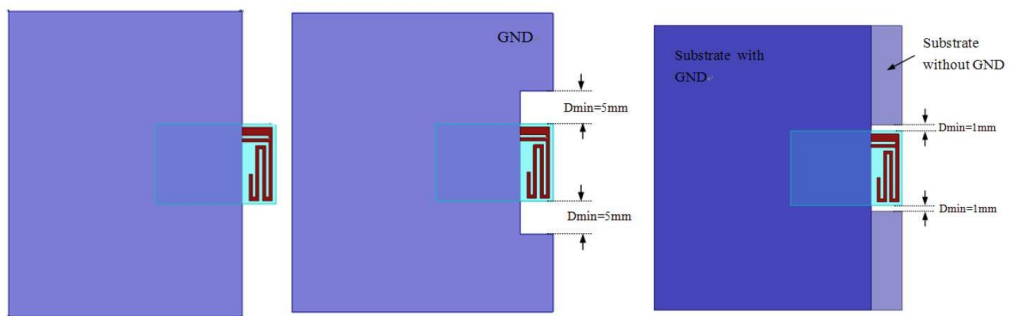 GND
Dmin=5mm
Dmin=5mm
Substrate with
GND
Substrate
without GND
Dmin=1mm
Dmin=1mm